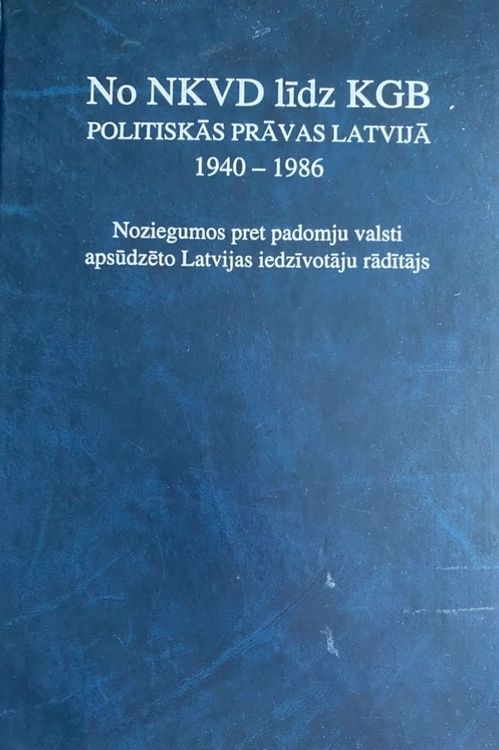 No NKVD līdz KGB
POLITISKĀS PRĀVAS LATVIJĀ
1940 – 1986
Noziegumos pret padomju valsti
apsūdzēto Latvijas iedzīvotāju rādītājs